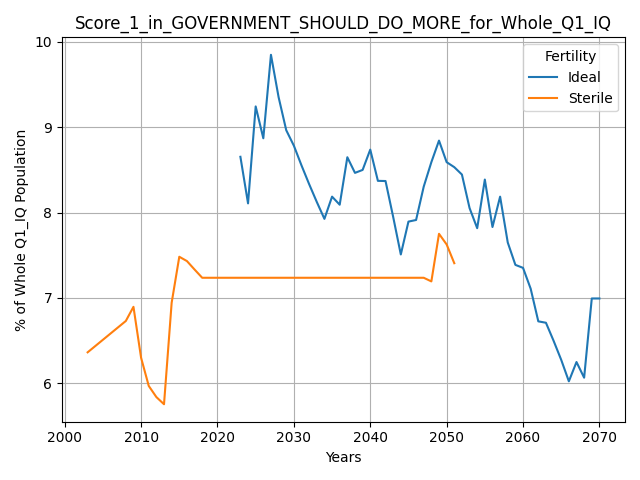 Score_1_in_GOVERNMENT_SHOULD_DO_MORE_for_Whole_Q1_IQ
Fertility
Ideal
Sterile
% of Whole Q1_IQ Population
10
9
8
7
6
2000 2010 2020 2030 2040 2050 2060 2070
Years